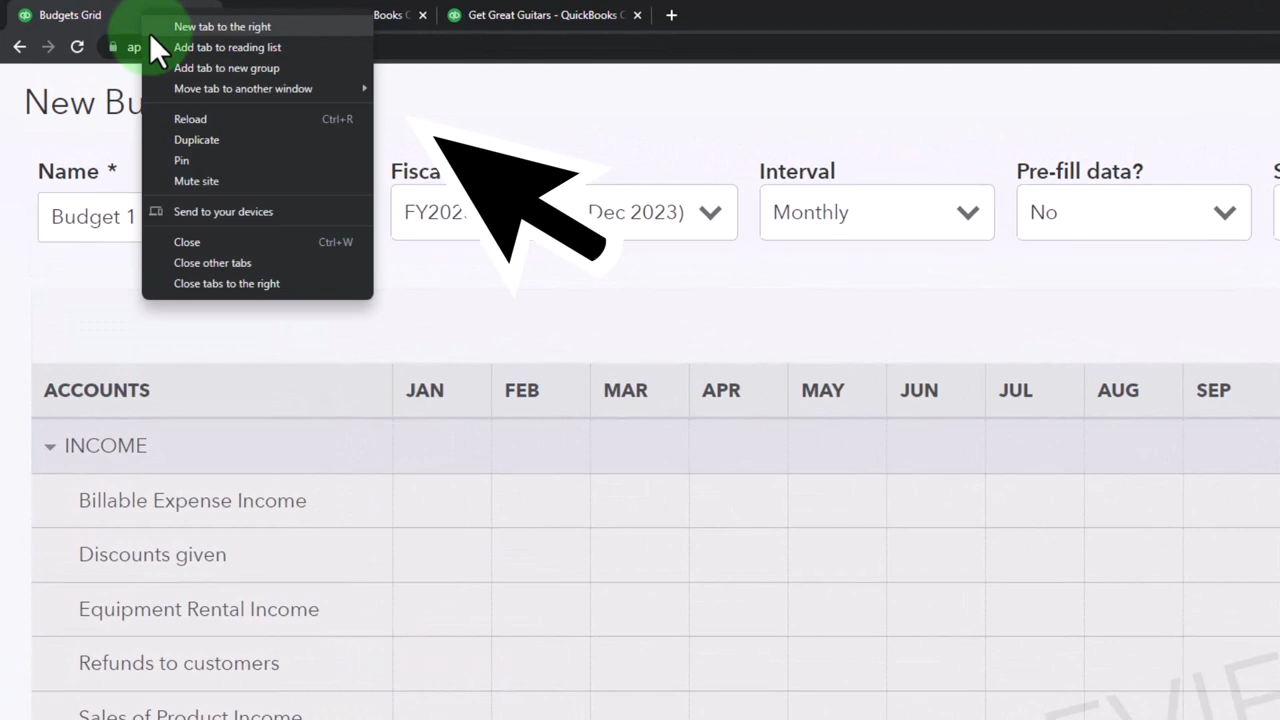 Budgets Grid
Books
Get Great Guitars - QuickBooks
New tab to the right
ap
Add tab to reading list
Add tab to new group
Move tab to another window
Reload Ctrl+R
Duplicate
Pin
Mute site
Send to your devices
Close Ctrl+W
Close other tabs
Close tabs to the right
New Bu
Name * Fisca Interval Pre-fill data?
Budget 1 FY202 Dec 2023) Monthly No
ACCOUNTS JAN FEB MAR APR MAY JUN JUL AUG SEP
INCOME
Billable Expense Income
Discounts given
Equipment Rental Income
Refunds to customers
Sales of Product Income